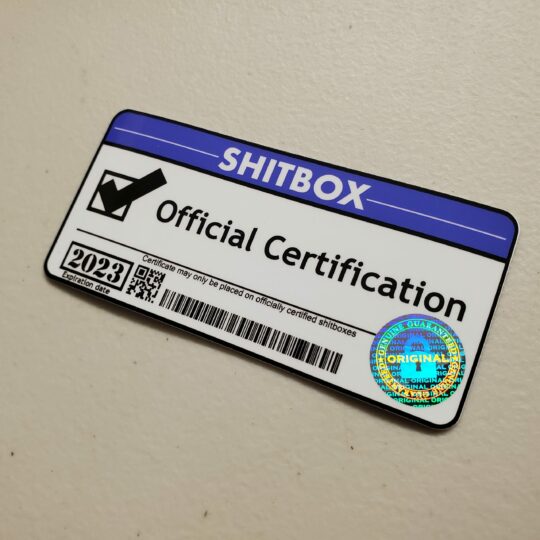 SHITBOX
Official Certification
2023
Expiration date
Certificate may only be placed on officially certified shitboxes
GENUINE GUARANTEED
ORIGINAL